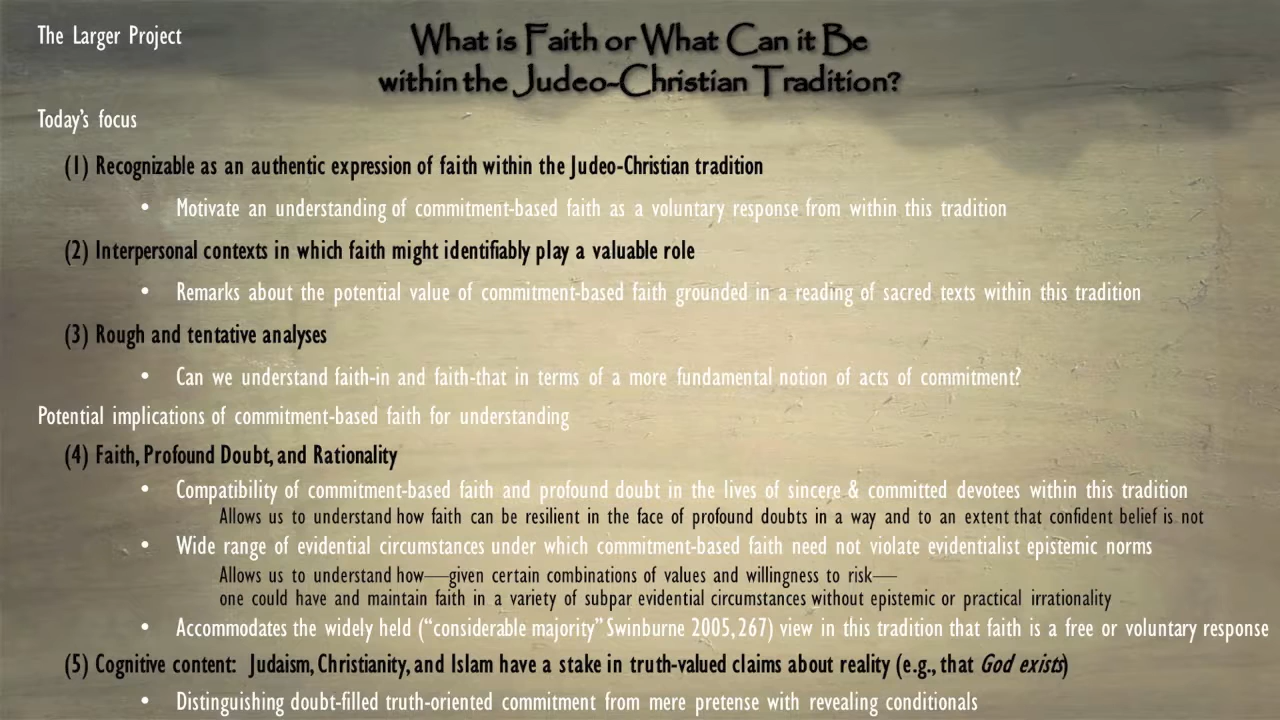 The Larger Project
What is Faith or What Can it Be
within the Judeo-Christian Tradition?
Today's focus
(1) Recognizable as an authentic expression of faith within the Judeo-Christian tradition
• Motivate an understanding of commitment-based faith as a voluntary response from within this tradition
(2) Interpersonal contexts in which faith might identifiably play a valuable role
• Remarks about the potential value of commitment-based faith grounded in a reading of sacred texts within this tradition
(3) Rough and tentative analyses
• Can we understand faith-in and faith-that in terms of a more fundamental notion of acts of commitment?
Potential implications of commitment-based faith for understanding
(4) Faith, Profound Doubt, and Rationality
• Compatibility of commitment-based faith and profound doubt in the lives of sincere & committed devotees within this tradition
Allows us to understand how faith can be resilient in the face of profound doubts in a way and to an extent that confident belief is not
• Wide range of evidential circumstances under which commitment-based faith need not violate evidentialist epistemic norms
Allows us to understand how—given certain combinations of values and willingness to risk—
one could have and maintain faith in a variety of subpar evidential circumstances without epistemic or practical irrationality
• Accommodates the widely held ("considerable majority" Swinburne 2005, 267) view in this tradition that faith is a free or voluntary response
(5) Cognitive content: Judaism, Christianity, and Islam have a stake in truth-valued claims about reality (e.g., that God exists)
• Distinguishing doubt-filled truth-oriented commitment from mere pretense with revealing conditionals